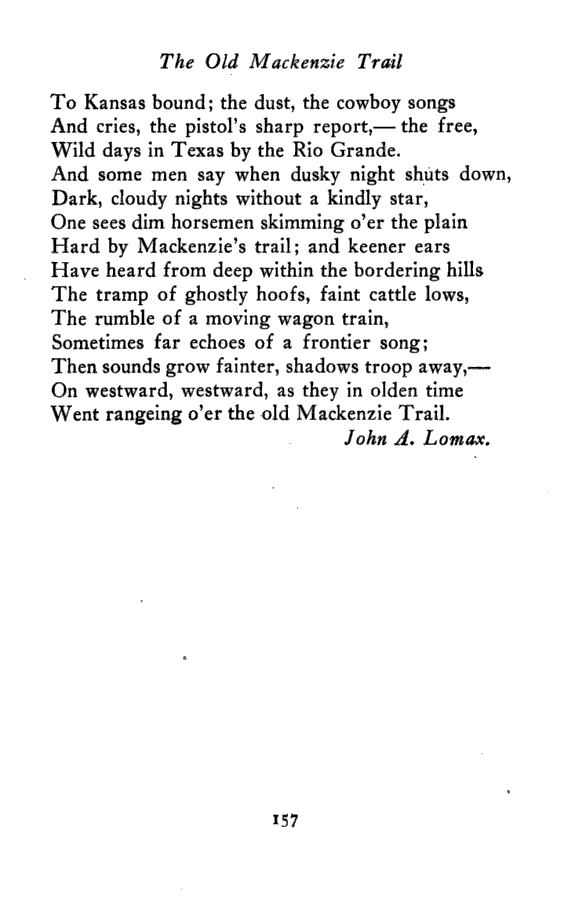 The Old Mackenzie Trail
To Kansas bound; the dust, the cowboy songs
And cries, the pistol's sharp report,— the free,
Wild days in Texas by the Rio Grande.
And some men say when dusky night shuts down,
Dark, cloudy nights without a kindly star,
One sees dim horsemen skimming o'er the plain
Hard by Mackenzie's trail; and keener ears
Have heard from deep within the bordering hills
The tramp of ghostly hoofs, faint cattle lows,
The rumble of a moving wagon train,
Sometimes far echoes of a frontier song;
Then sounds grow fainter, shadows troop away,—
On westward, westward, as they in olden time
Went rangeing o'er the old Mackenzie Trail.
John A. Lomax.
157